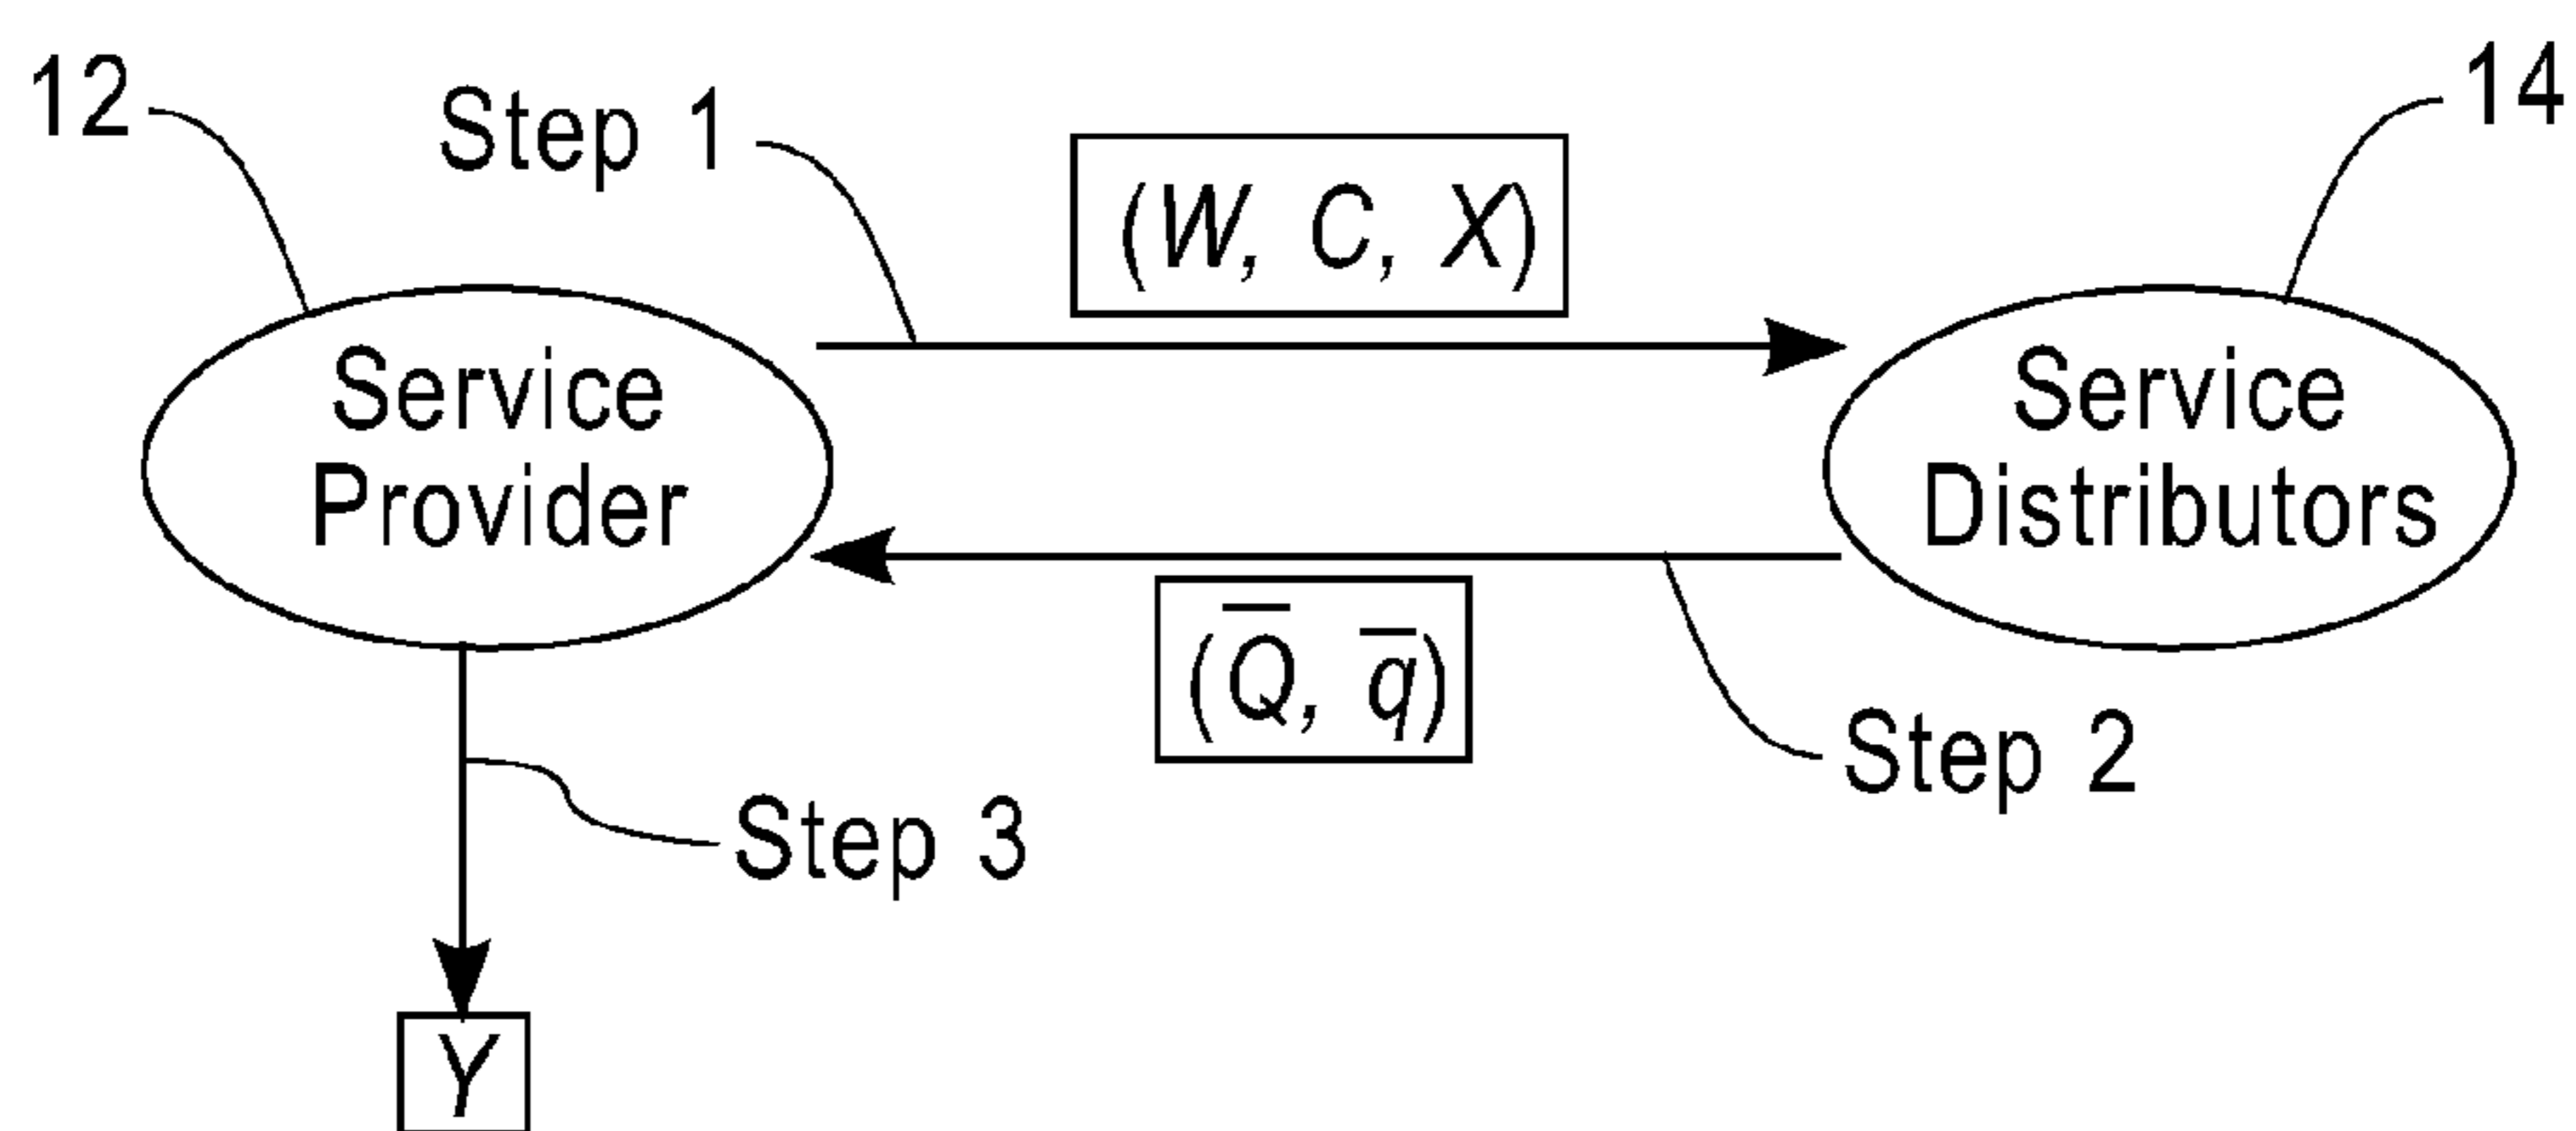 12
Step 1
(W, C, X)
14
Service
Provider
Service
Distributors
(Q̅, q̅)
Step 2
Step 3
Y